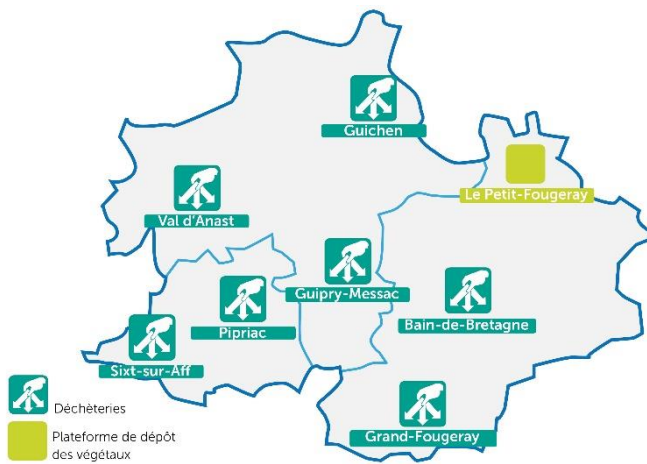 Guichen
Le Petit-Fougeray
Val d'Anast
Guipry-Messac
Pipriac
Bain-de-Bretagne
Sixt-sur-Aff
Grand-Fougeray
Déchèteries
Plateforme de dépôt
des végétaux